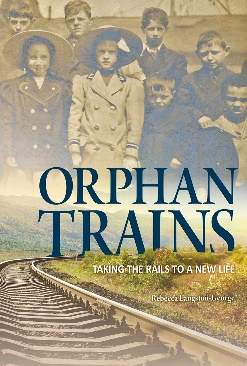 ORPHAN
TRAINS
TAKING THE RAILS TO A NEW LIFE
Rebecca Langston-George